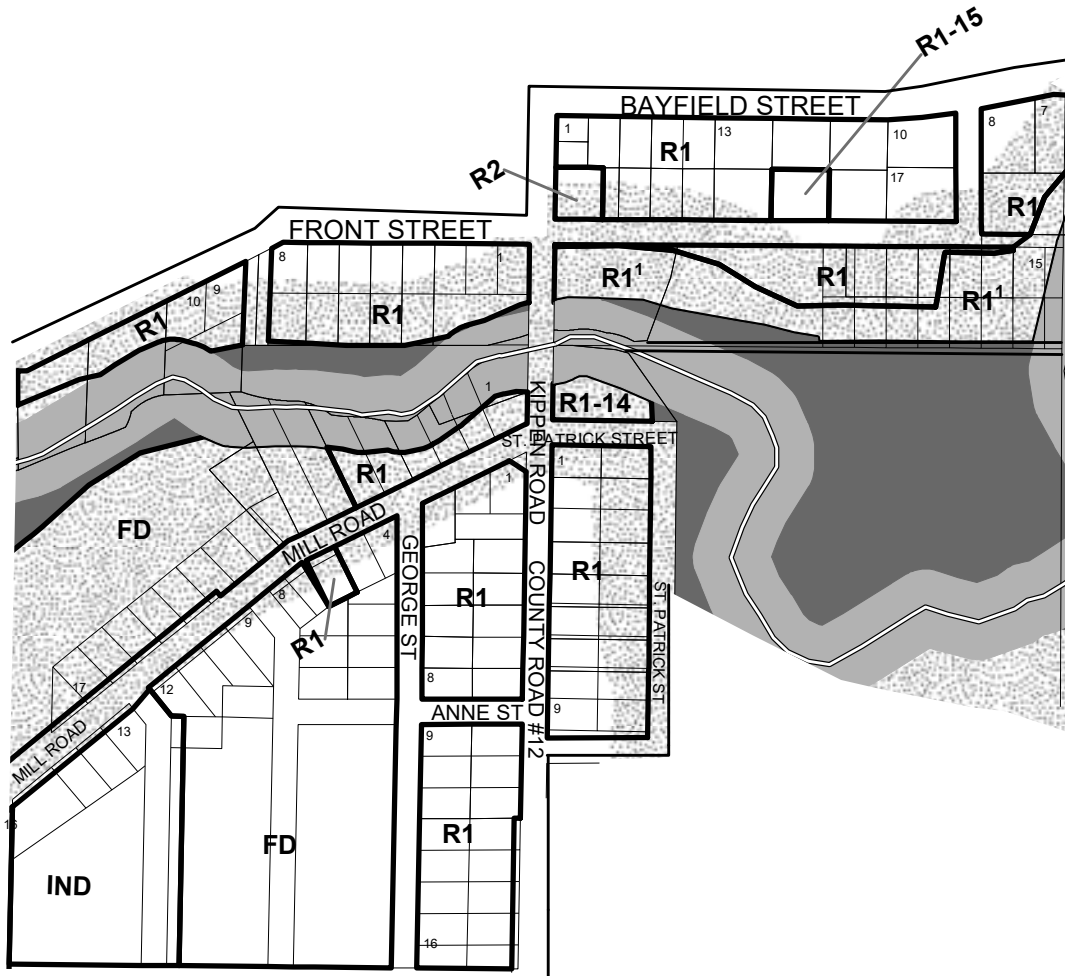 R1-15
BAYFIELD STREET
7
8
1
13
10
R1
R2
17
R1
FRONT STREET
8
1
R1¹
R1
15
R1¹
10
9
R1
R1
1
R1-14
ST. PATRICK STREET
KIPPEN ROAD COUNTY ROAD #12
R1
1
1
FD
MILL ROAD
4
GEORGE ST
R1
R1
8
9
R1
ST. PATRICK ST
17
12
8
9
ANNE ST
13
MILL ROAD
9
16
FD
R1
IND
16